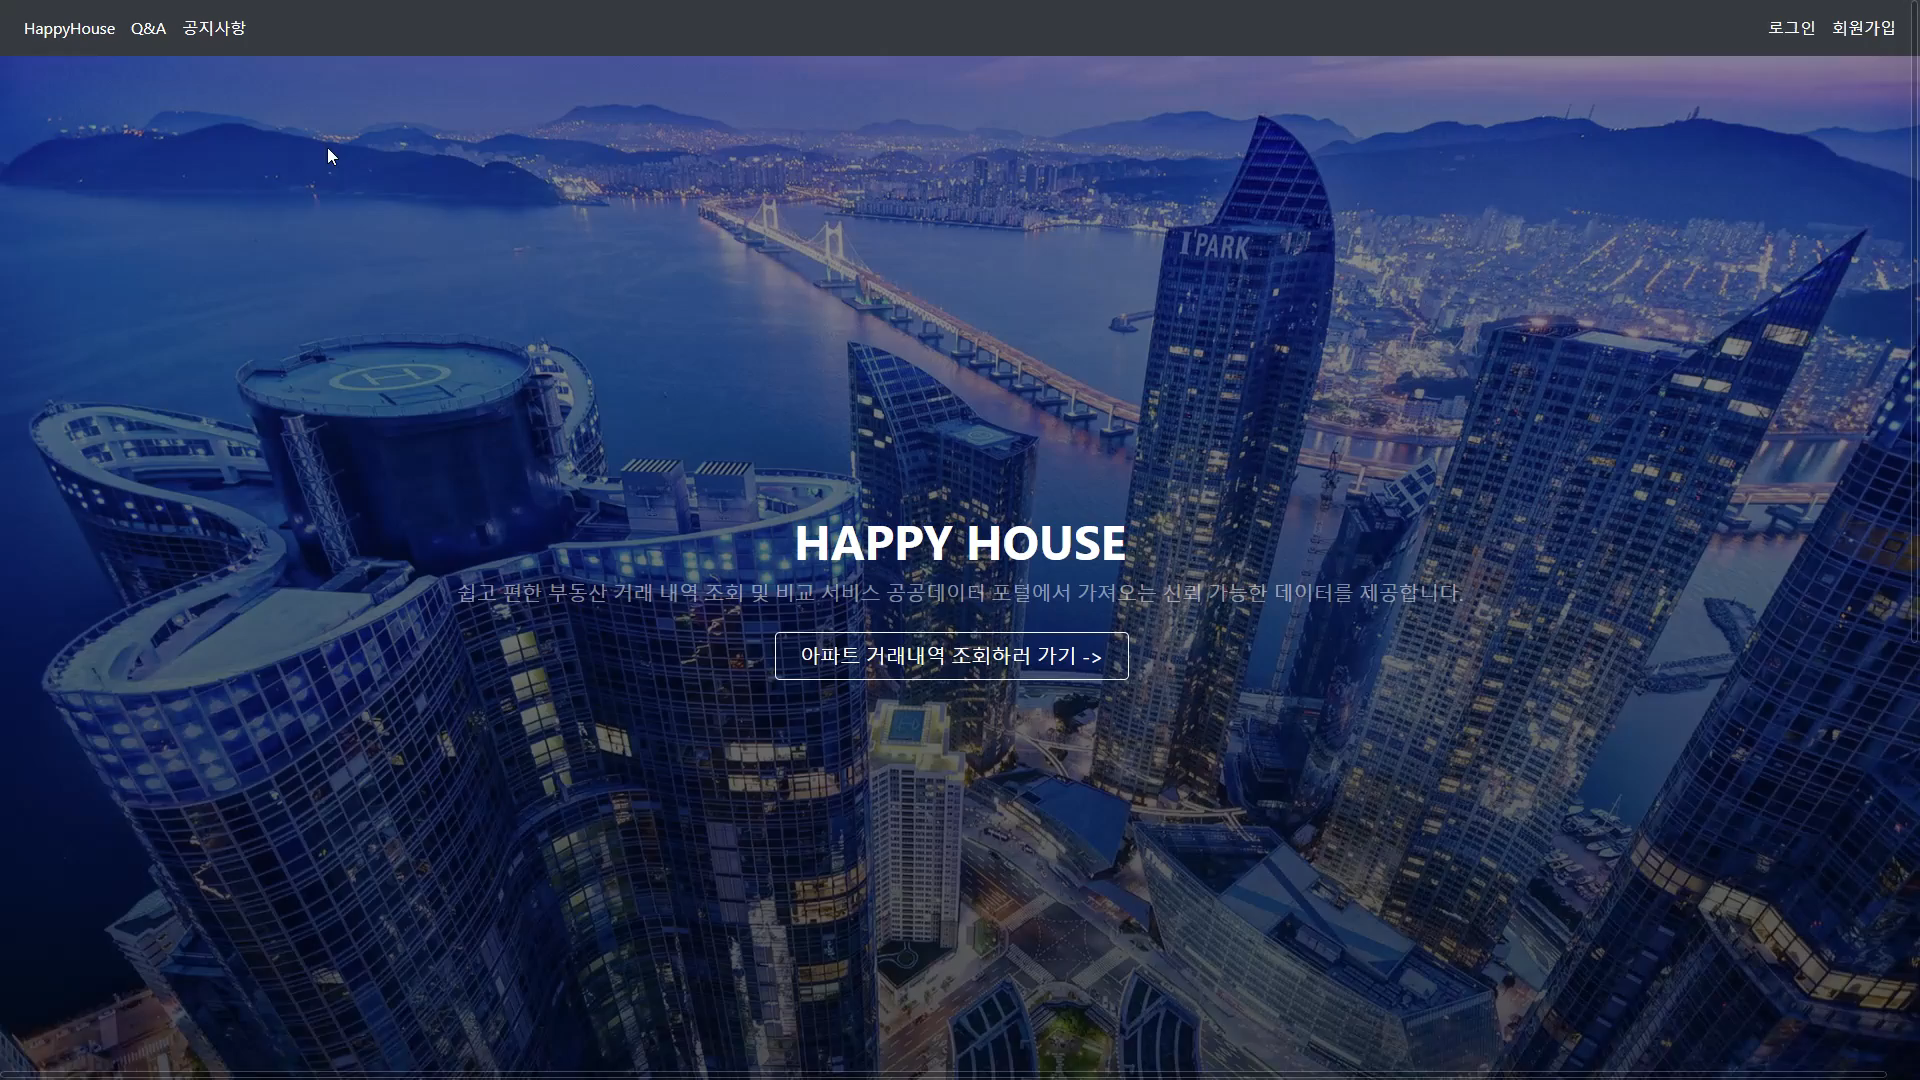 HappyHouse Q&A 공지사항 로그인 회원가입
I'PARK
HAPPY HOUSE
쉽고 편한 부동산 거래 내역 조회 및 비교 서비스 공공데이터 포털에서 가져오는 신뢰 가능한 데이터를 제공합니다.
아파트 거래내역 조회하러 가기 ->